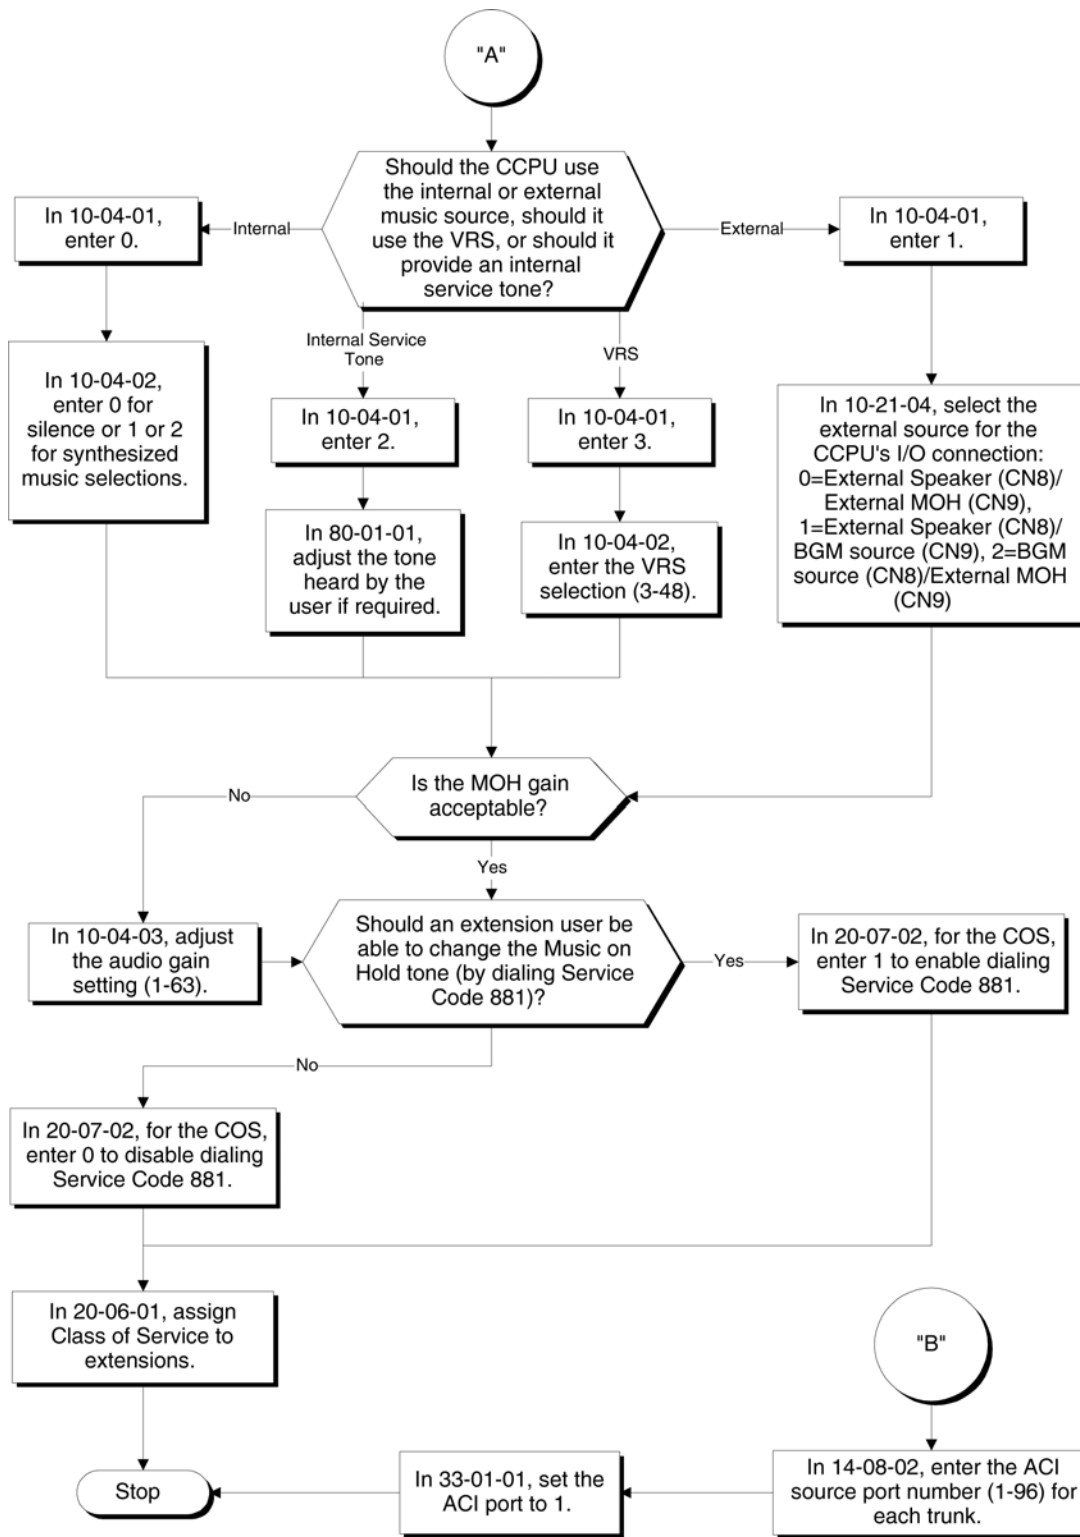 "A"
Should the CCPU use
the internal or external
music source, should it
use the VRS, or should it
provide an internal
service tone?
Internal
External
In 10-04-01,
enter 0.
In 10-04-01,
enter 1.
Internal Service
Tone
VRS
In 10-04-02,
enter 0 for
silence or 1 or 2
for synthesized
music selections.
In 10-04-01,
enter 2.
In 10-04-01,
enter 3.
In 10-21-04, select the
external source for the
CCPU's I/O connection:
0=External Speaker (CN8)/
External MOH (CN9),
1=External Speaker (CN8)/
BGM source (CN9), 2=BGM
source (CN8)/External MOH
(CN9)
In 80-01-01,
adjust the tone
heard by the
user if required.
In 10-04-02,
enter the VRS
selection (3-48).
Is the MOH gain
acceptable?
No
Yes
In 10-04-03, adjust
the audio gain
setting (1-63).
Should an extension user be
able to change the Music on
Hold tone (by dialing Service
Code 881)?
Yes
In 20-07-02, for the COS,
enter 1 to enable dialing
Service Code 881.
No
In 20-07-02, for the COS,
enter 0 to disable dialing
Service Code 881.
In 20-06-01, assign
Class of Service to
extensions.
"B"
Stop
In 33-01-01, set the
ACI port to 1.
In 14-08-02, enter the ACI
source port number (1-96) for
each trunk.